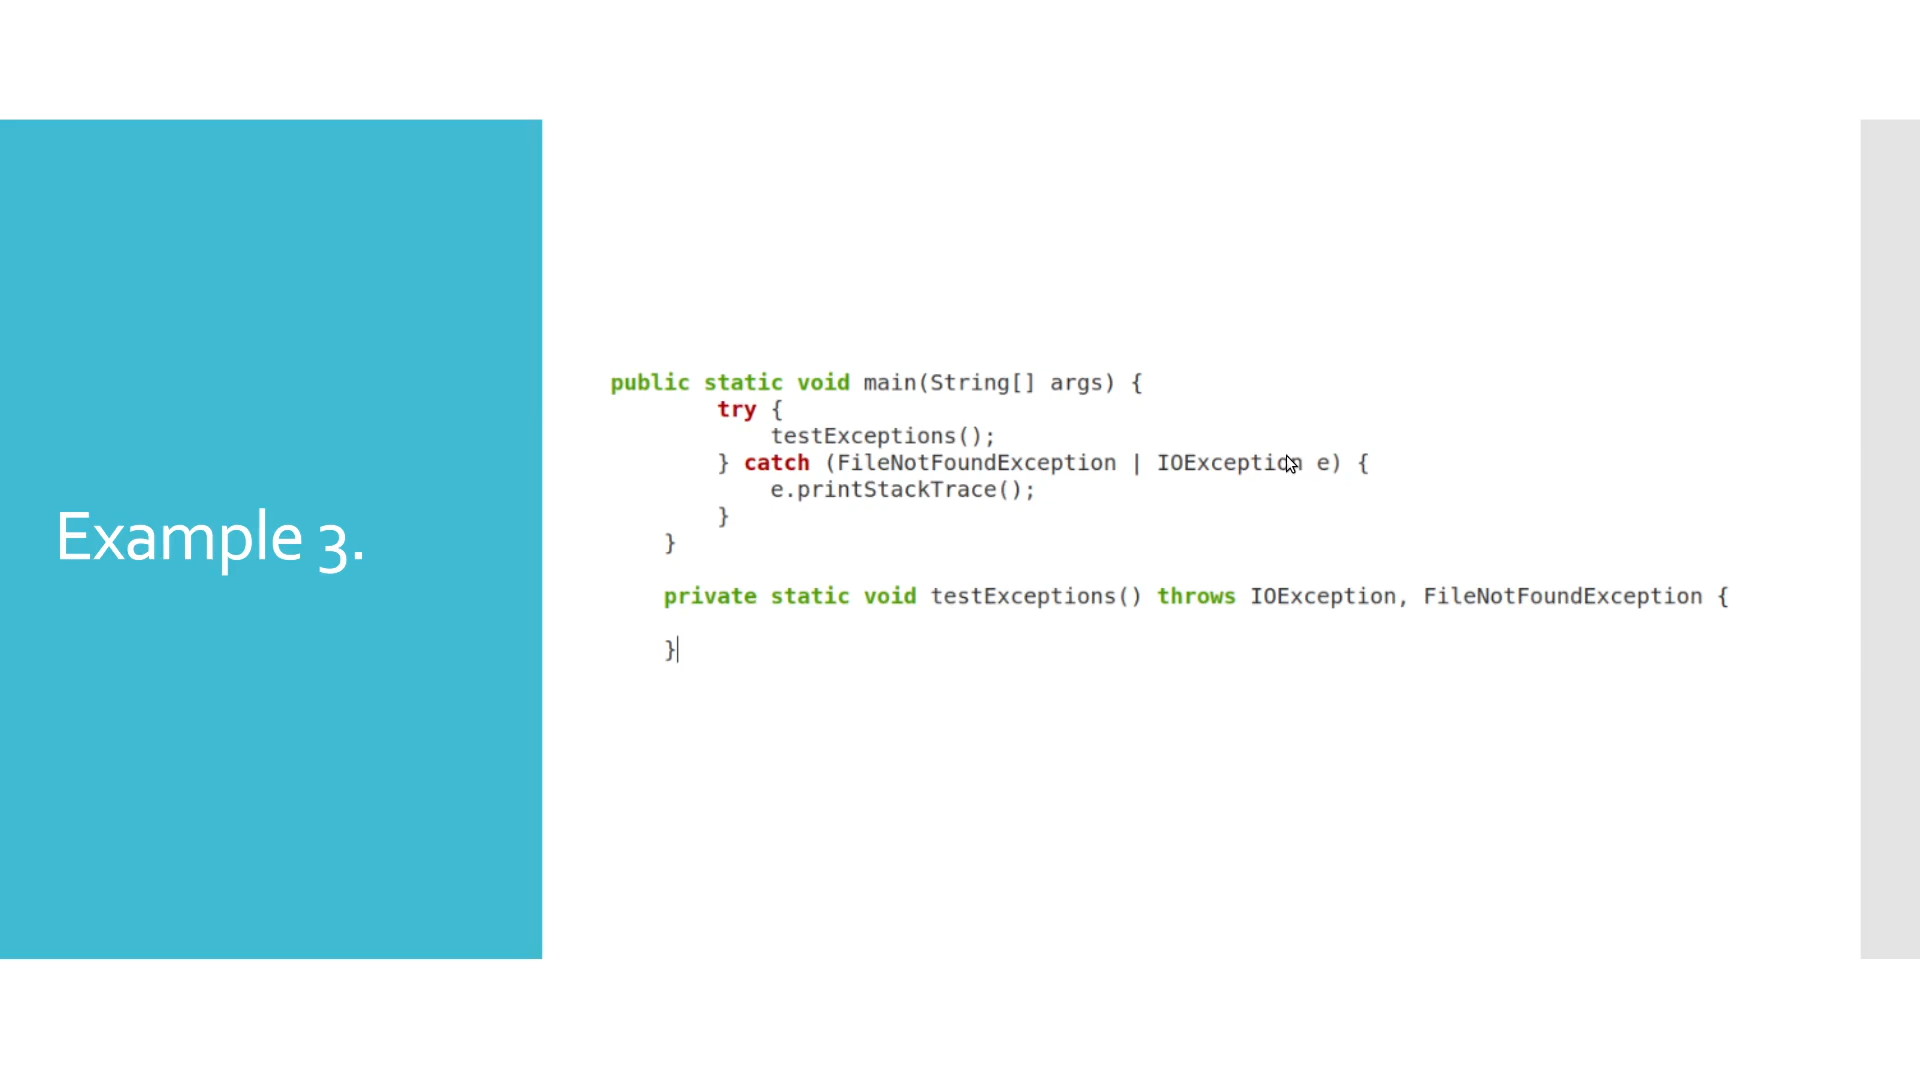 Example 3.
public static void main(String[] args) {
try {
testExceptions();
} catch (FileNotFoundException | IOException e) {
e.printStackTrace();
}
}
private static void testExceptions() throws IOException, FileNotFoundException {
}